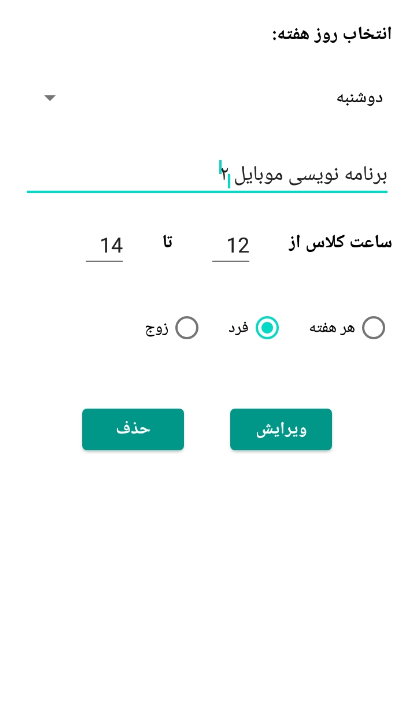 انتخاب روز هفته:
دوشنبه
برنامه نویسی موبایل ۲
ساعت کلاس از 12 تا 14
هر هفته فرد زوج
ویرایش حذف